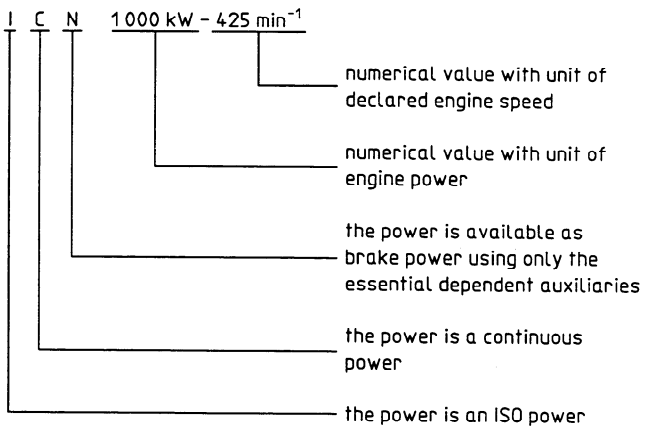 I C N 1 000 kW – 425 min⁻¹
numerical value with unit of
declared engine speed
numerical value with unit of
engine power
the power is available as
brake power using only the
essential dependent auxiliaries
the power is a continuous
power
the power is an ISO power